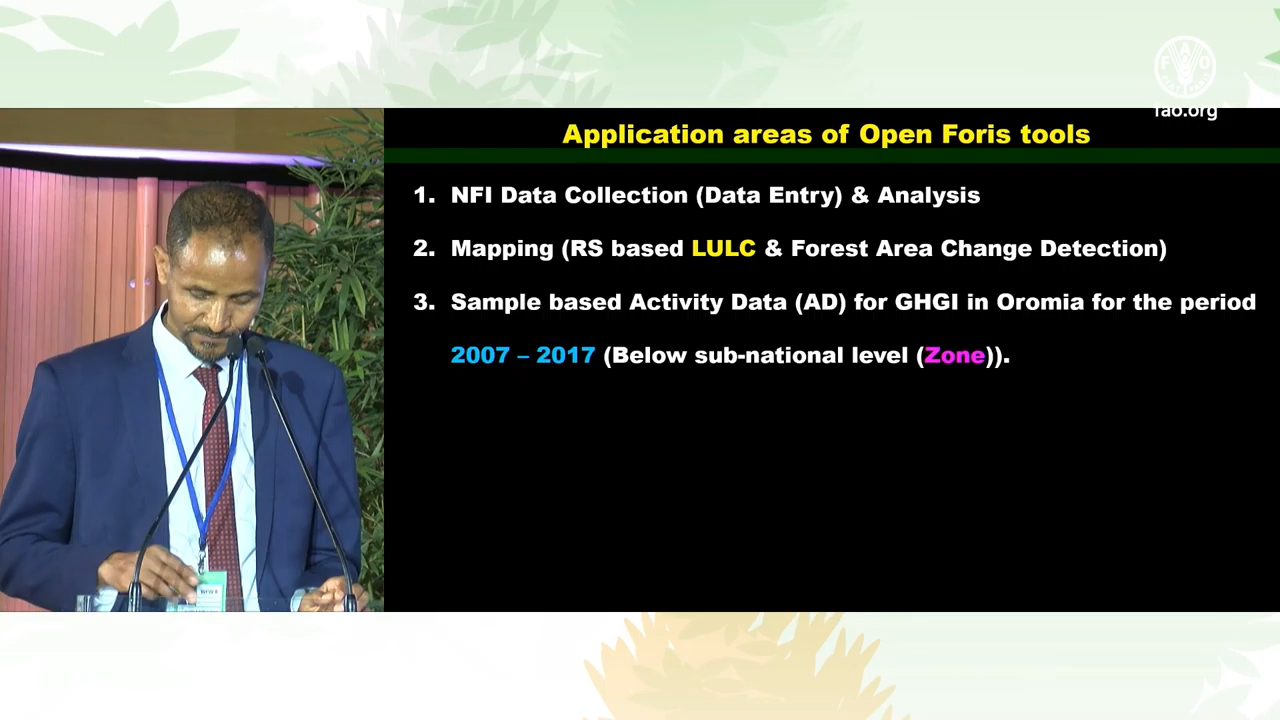 FAO
fao.org
Application areas of Open Foris tools
1. NFI Data Collection (Data Entry) & Analysis
2. Mapping (RS based LULC & Forest Area Change Detection)
3. Sample based Activity Data (AD) for GHGI in Oromia for the period
2007 – 2017 (Below sub-national level (Zone)).